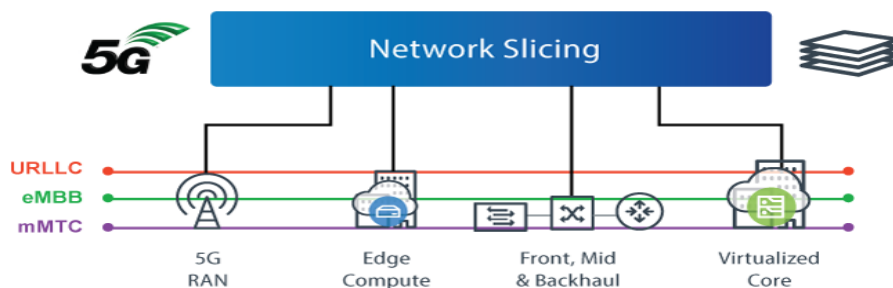 5G
Network Slicing
URLLC
eMBB
mMTC
5G
RAN
Edge
Compute
Front, Mid
& Backhaul
Virtualized
Core